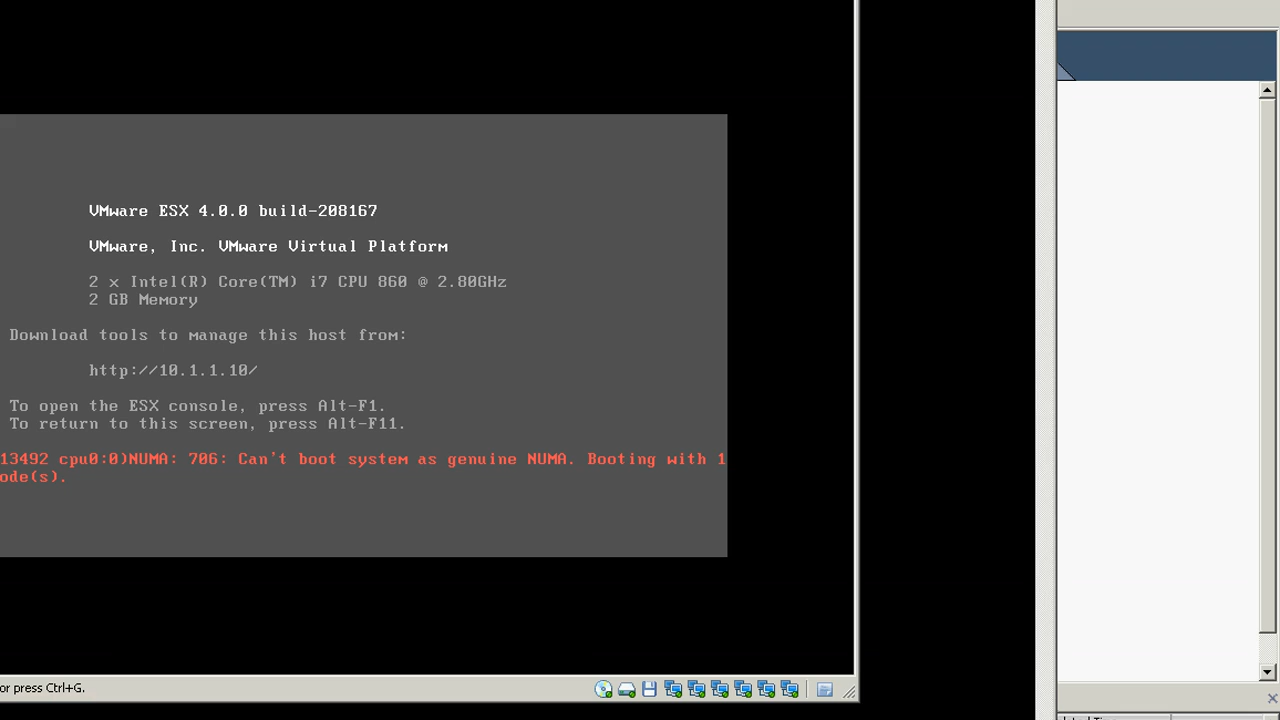 VMware ESX 4.0.0 build-208167
VMware, Inc. VMware Virtual Platform
2 x Intel(R) Core(TM) i7 CPU 860 @ 2.80GHz
2 GB Memory
Download tools to manage this host from:
http://10.1.1.10/
To open the ESX console, press Alt-F1.
To return to this screen, press Alt-F11.
13492 cpu0:0)NUMA: 706: Can't boot system as genuine NUMA. Booting with 1
ode(s).
or press Ctrl+G.